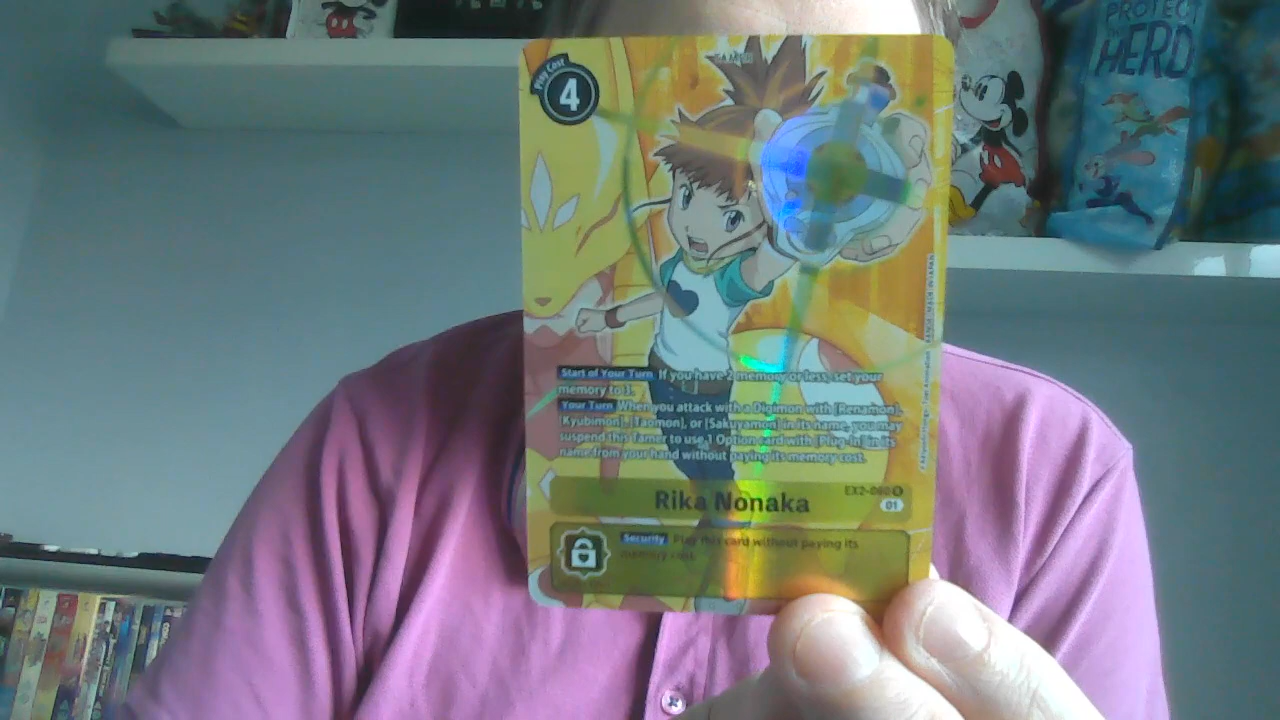 PROTECT
HERD
Play Cost
4
TAMER
Start of Your Turn If you have 2 memory or less, set your
memory to 3.
Your Turn When you attack with a Digimon with [Renamon],
[Kyubimon], [Taomon], or [Sakuyamon] in its name, you may
suspend this Tamer to use 1 Option card with [Plug-In] in its
name from your hand without paying its memory cost.
EX2-060 R
Rika Nonaka
01
Security Play this card without paying its
memory cost.